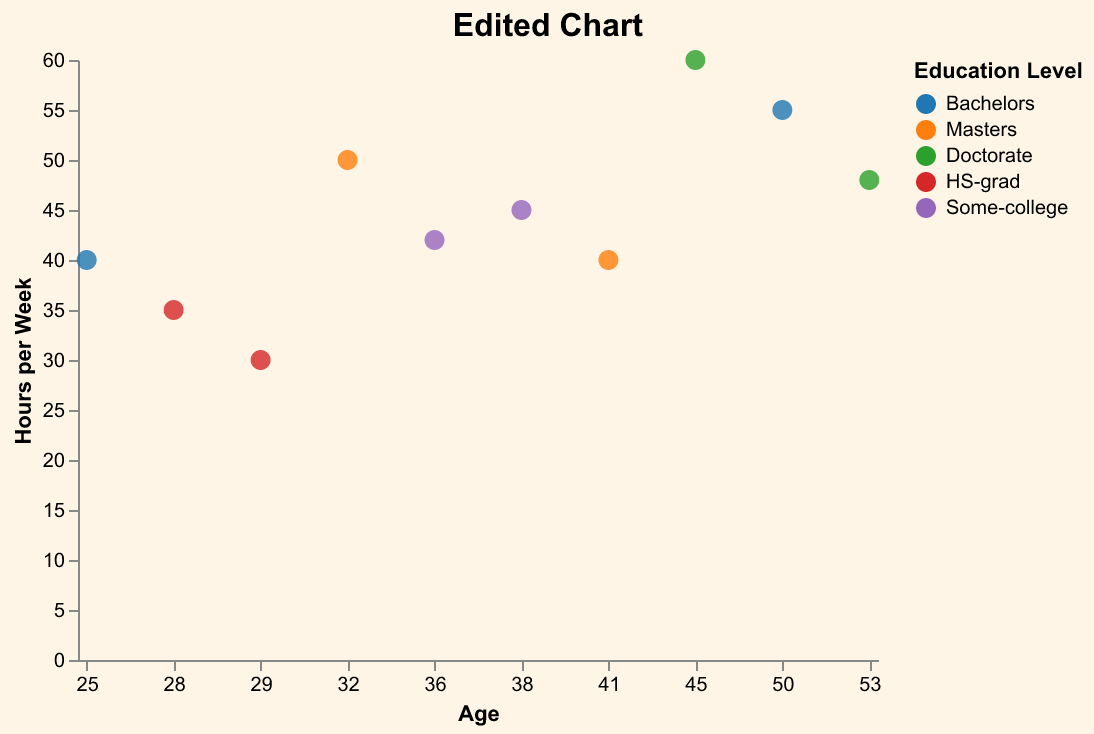 Edited Chart
Hours per Week
60
55
50
45
40
35
30
25
20
15
10
5
0
25 28 29 32 36 38 41 45 50 53
Age
Education Level
Bachelors
Masters
Doctorate
HS-grad
Some-college